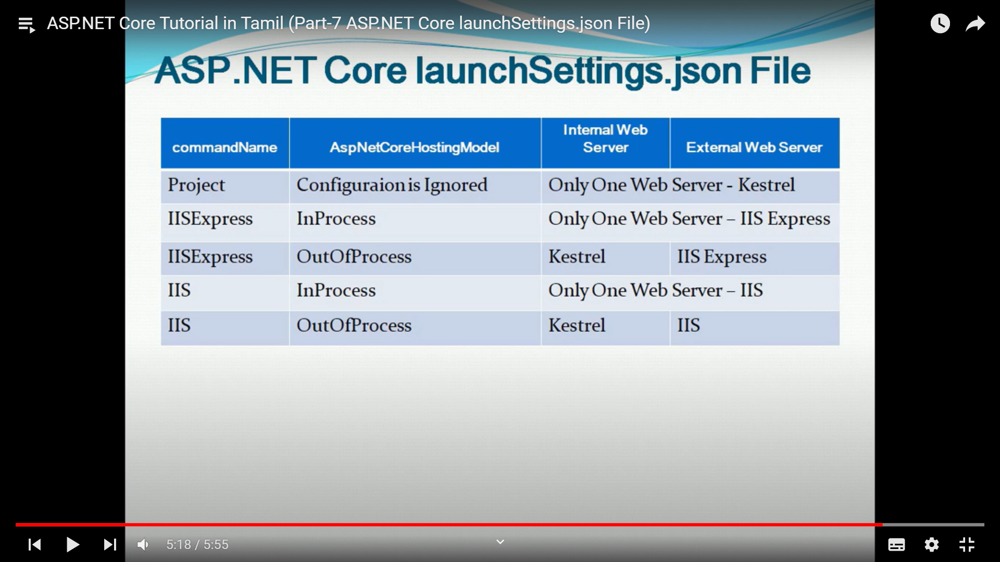 ASP.NET Core Tutorial in Tamil (Part-7 ASP.NET Core launchSettings.json File)
ASP.NET Core launchSettings.json File
commandName AspNetCoreHostingModel Internal Web Server External Web Server
Project Configuraion is Ignored Only One Web Server - Kestrel
IISExpress InProcess Only One Web Server – IIS Express
IISExpress OutOfProcess Kestrel IIS Express
IIS InProcess Only One Web Server – IIS
IIS OutOfProcess Kestrel IIS
5:18 / 5:55